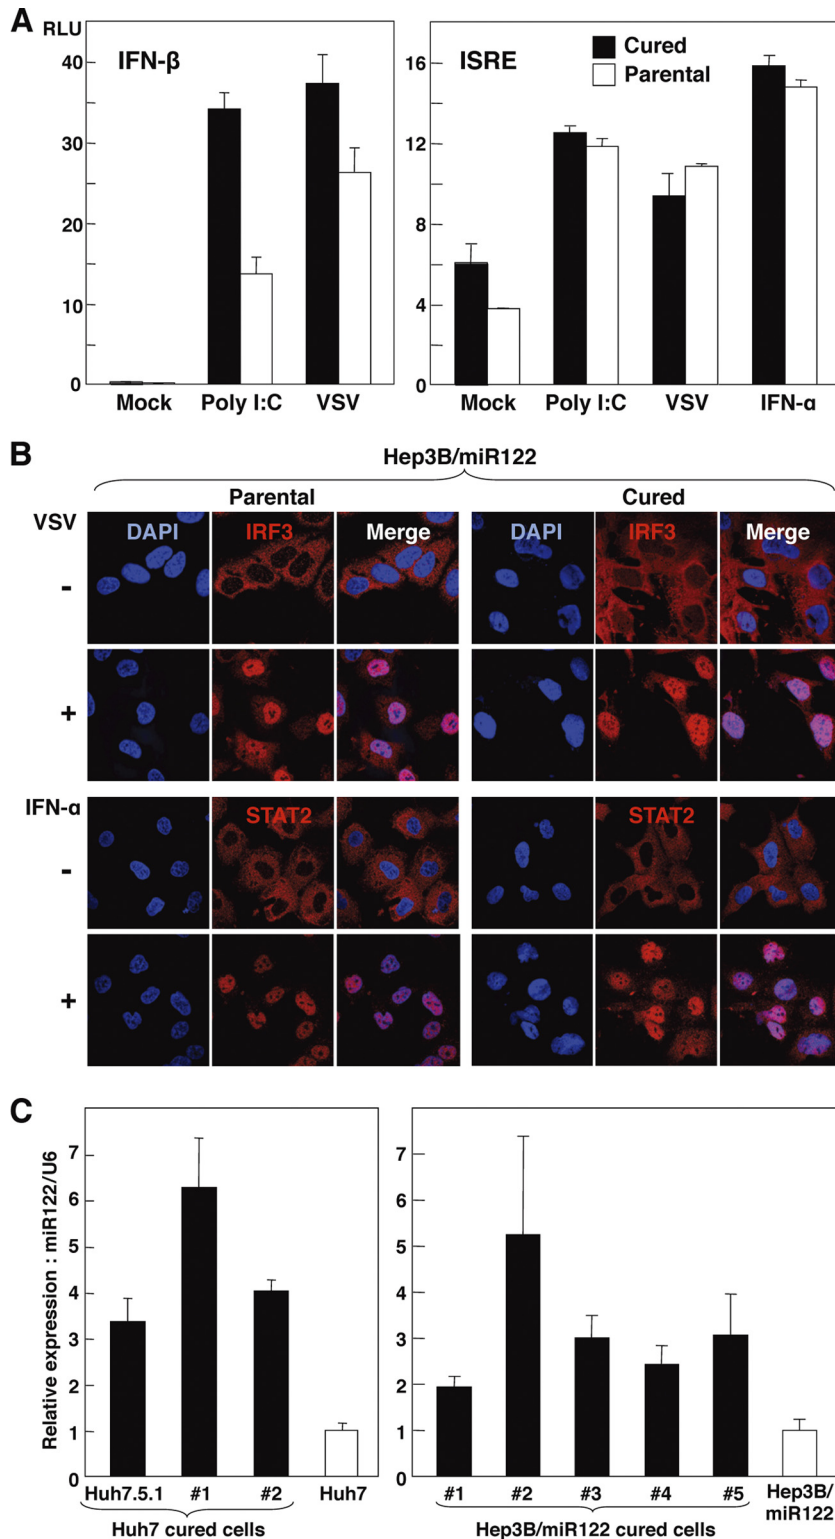 A
RLU
IFN-β
40
30
20
10
0
Mock Poly I:C VSV
ISRE
Cured
Parental
16
12
8
4
0
Mock Poly I:C VSV IFN-α
B
Hep3B/miR122
Parental Cured
VSV
DAPI IRF3 Merge DAPI IRF3 Merge
-
+
IFN-α
STAT2 STAT2
-
+
C
Relative expression : miR122/U6
7
6
5
4
3
2
1
0
Huh7.5.1 #1 #2 Huh7
Huh7 cured cells
7
6
5
4
3
2
1
0
#1 #2 #3 #4 #5 Hep3B/
miR122
Hep3B/miR122 cured cells